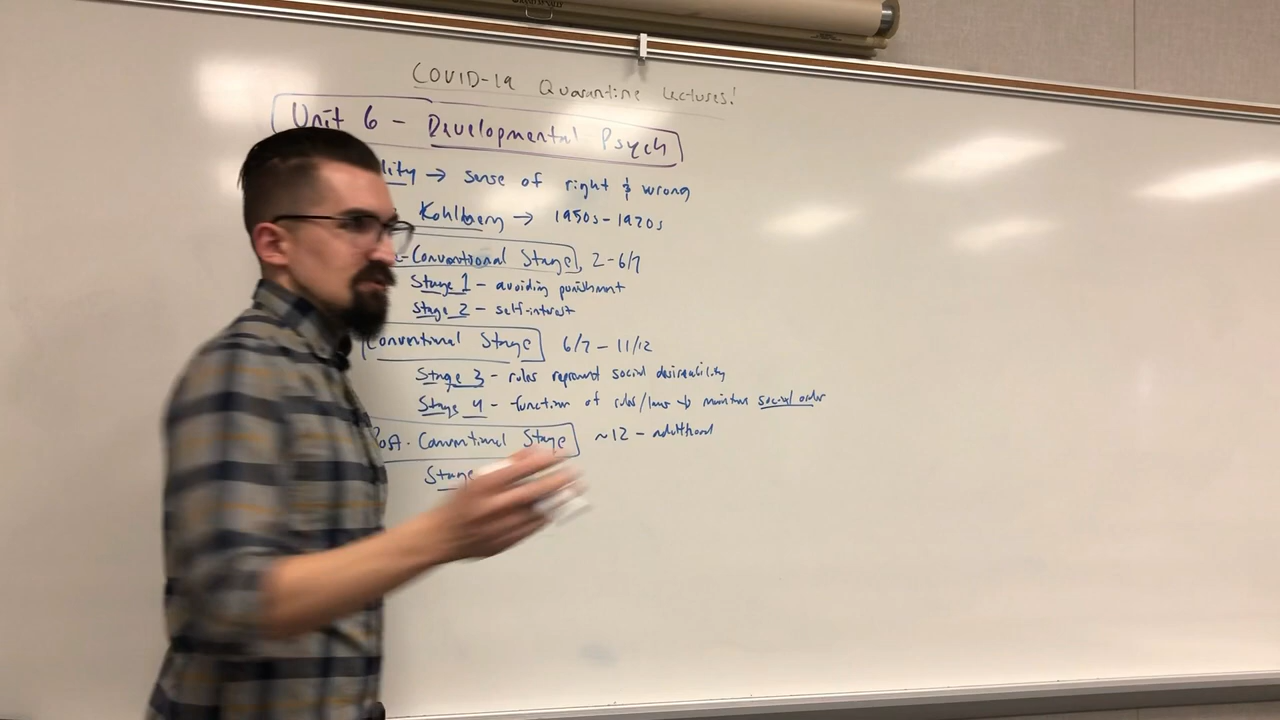 COVID-19 Quarantine Lectures!
Unit 6 - Developmental Psych
lity → sense of right & wrong
Kohlberg → 1950s-1970s
-Conventional Stage, 2-6/7
Stage 1 - avoiding punishment
Stage 2 - self-interest
Conventional Stage 6/7 - 11/12
Stage 3 - rules represent social desireability
Stage 4 - function of rules/laws → maintain social order
Post-Conventional Stage ~12 - adulthood
Stage